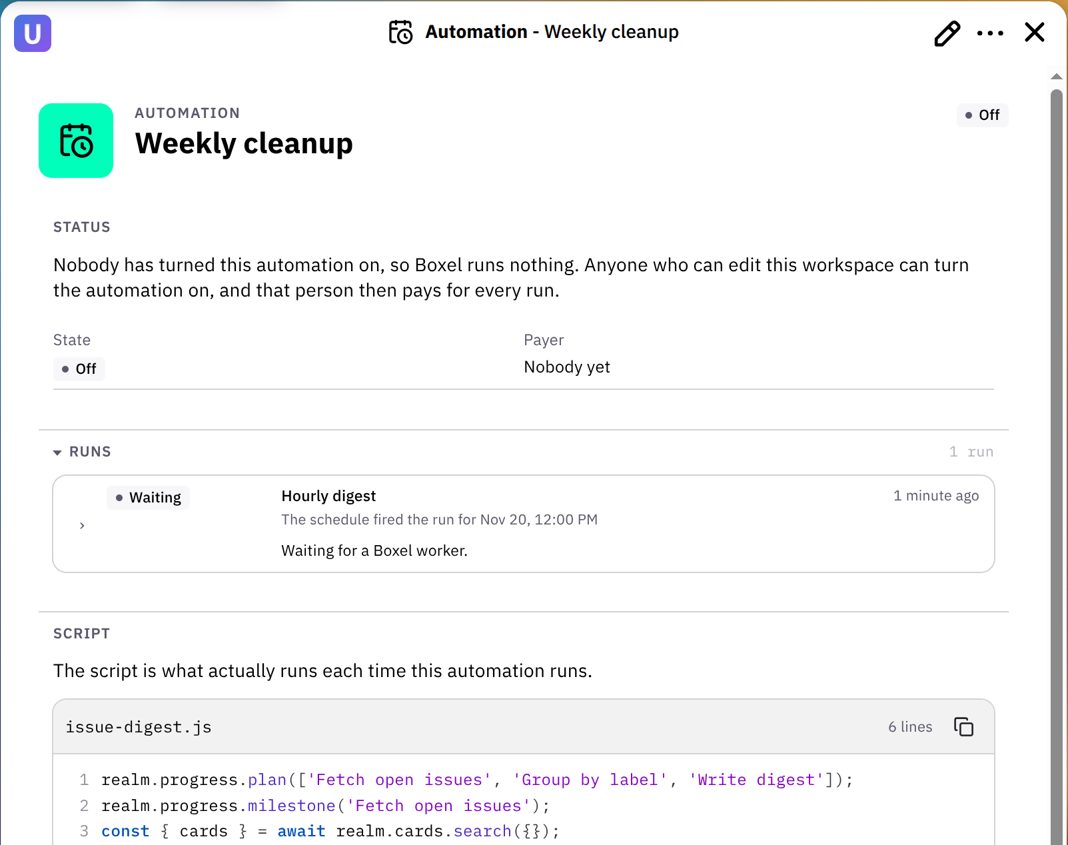 U
Automation - Weekly cleanup
AUTOMATION
Weekly cleanup
Off
STATUS
Nobody has turned this automation on, so Boxel runs nothing. Anyone who can edit this workspace can turn
the automation on, and that person then pays for every run.
State
Off
Payer
Nobody yet
RUNS
1 run
Waiting
Hourly digest
1 minute ago
The schedule fired the run for Nov 20, 12:00 PM
Waiting for a Boxel worker.
SCRIPT
The script is what actually runs each time this automation runs.
issue-digest.js
6 lines
1 realm.progress.plan(['Fetch open issues', 'Group by label', 'Write digest']);
2 realm.progress.milestone('Fetch open issues');
3 const { cards } = await realm.cards.search({});